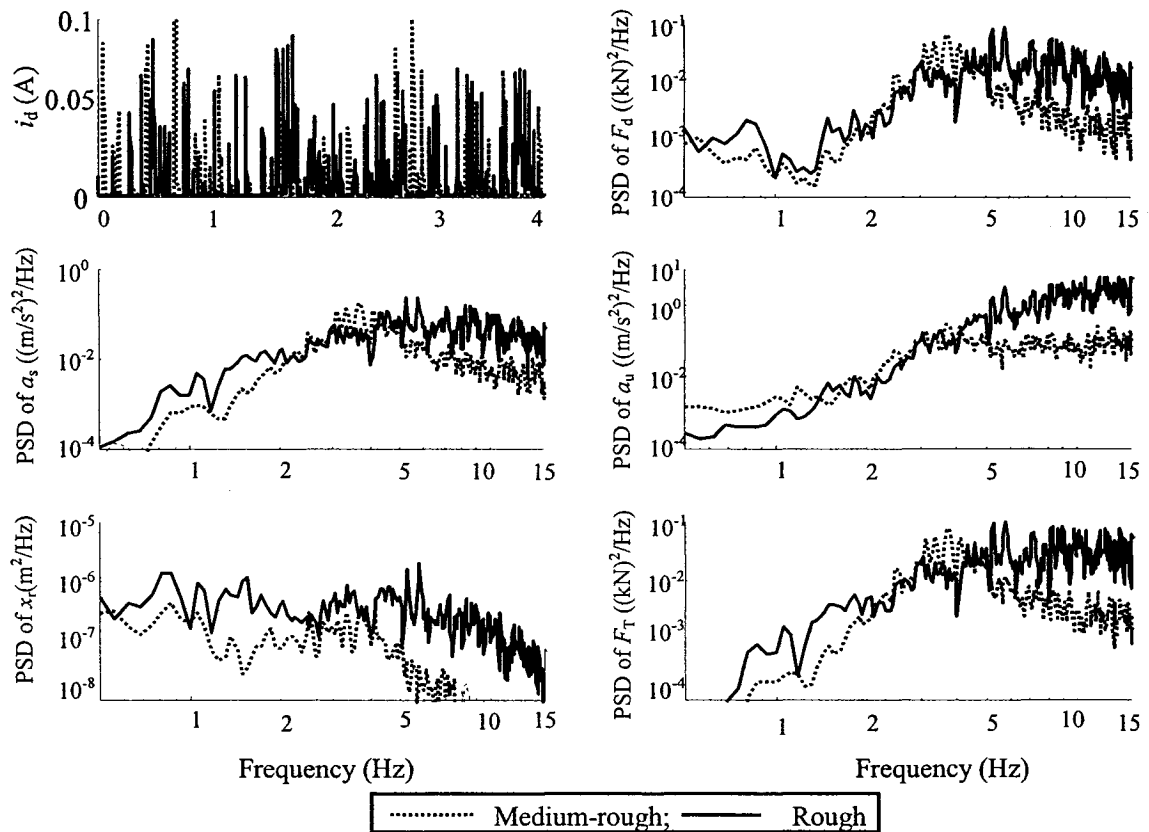 0.1
0.05
0
i_d (A)
0 1 2 3 4
10^-1
10^-2
10^-3
10^-4
PSD of F_d ((kN)^2/Hz)
1 2 5 10 15
10^0
10^-2
10^-4
PSD of a_s ((m/s^2)^2/Hz)
1 2 5 10 15
10^1
10^0
10^-2
10^-4
PSD of a_u ((m/s^2)^2/Hz)
1 2 5 10 15
10^-5
10^-6
10^-7
10^-8
PSD of x_r(m^2/Hz)
1 2 5 10 15
Frequency (Hz)
10^-1
10^-2
10^-3
10^-4
PSD of F_T ((kN)^2/Hz)
1 2 5 10 15
Frequency (Hz)
Medium-rough; Rough